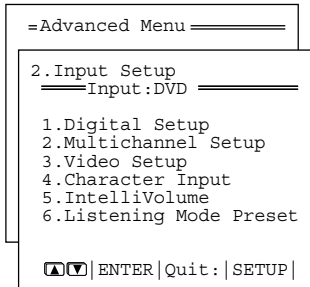 =Advanced Menu
2.Input Setup
Input:DVD
1.Digital Setup
2.Multichannel Setup
3.Video Setup
4.Character Input
5.IntelliVolume
6.Listening Mode Preset
▲▼|ENTER|Quit:|SETUP|